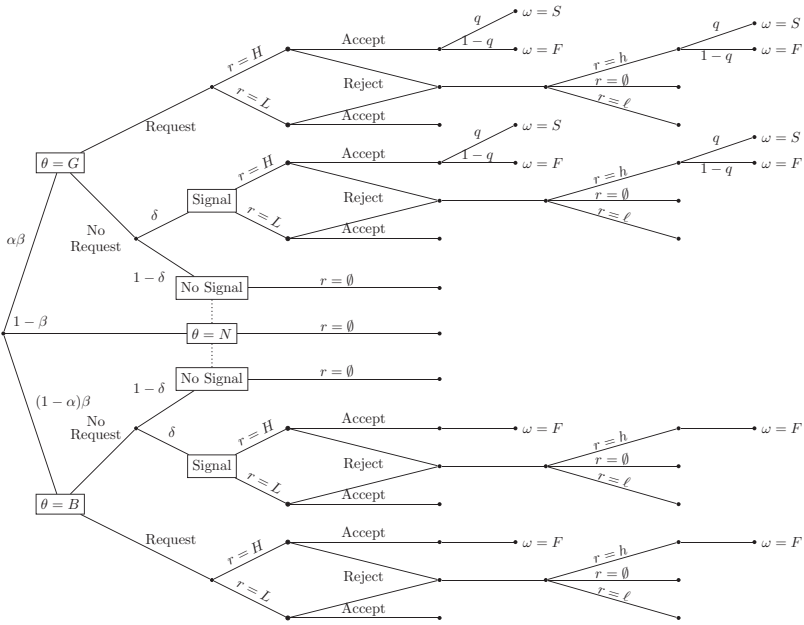 q
ω = S
1 − q
ω = F
Accept
r = H
Reject
r = L
Accept
Request
r = h
r = ∅
r = ℓ
q
ω = S
1 − q
ω = F
θ = G
No
Request
δ
Signal
r = H
Accept
q
ω = S
1 − q
ω = F
Reject
r = L
Accept
r = h
r = ∅
r = ℓ
q
ω = S
1 − q
ω = F
αβ
1 − δ
No Signal
r = ∅
1 − β
θ = N
r = ∅
(1 − α)β
1 − δ
No Signal
r = ∅
No
Request
δ
Signal
r = H
Accept
ω = F
Reject
r = L
Accept
r = h
r = ∅
r = ℓ
ω = F
θ = B
Request
r = H
Accept
ω = F
Reject
r = L
Accept
r = h
r = ∅
r = ℓ
ω = F